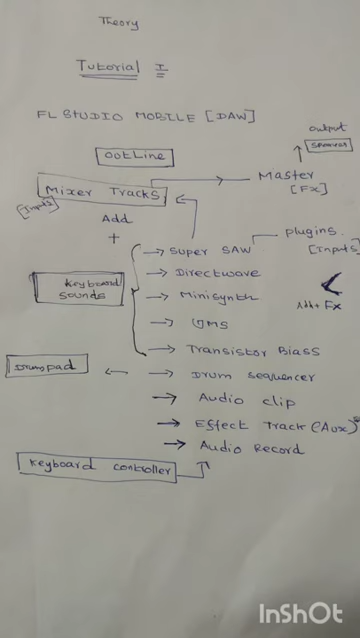 Theory
Tutorial I
FL STUDIO MOBILE [DAW]
output
OOtLine
Speakers
Master
[Fx]
Mixer Tracks
[Inputs]
Add
+
plugins.
[Inputs]
Super SAW
Directwave
Keyboard
Sounds
Minisynth
Add+ Fx
GMS
Transistor Biass
Drumpad
Drum sequencer
Audio clip
Effect Track (Aux)
Audio Record
Keyboard controller
InShOt